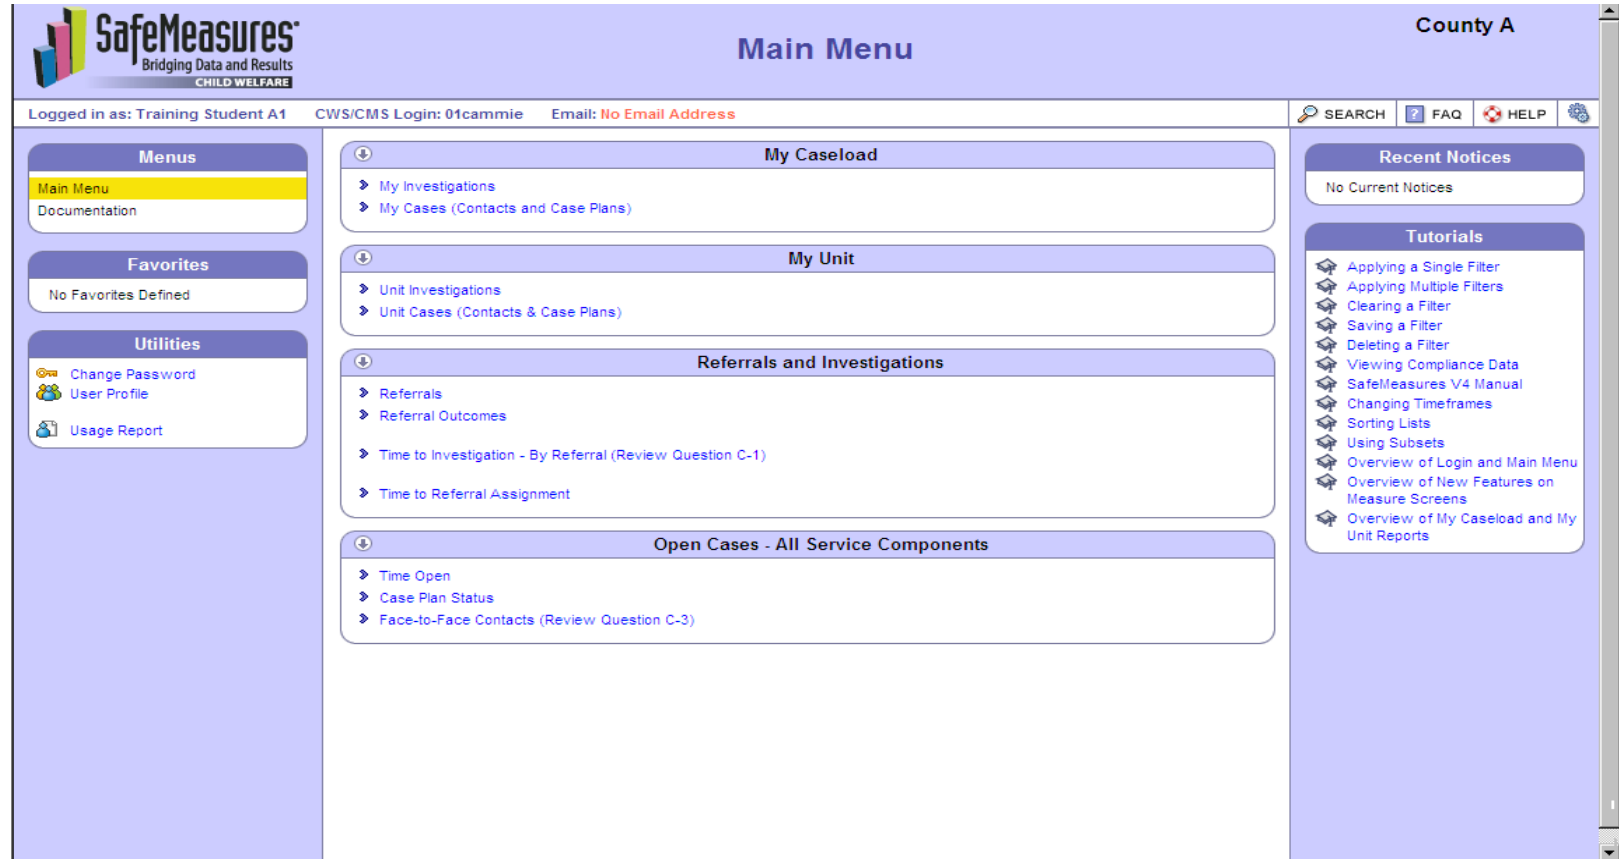 SafeMeasures
Bridging Data and Results
CHILD WELFARE
Main Menu
County A
Logged in as: Training Student A1 CWS/CMS Login: 01cammie Email: No Email Address
SEARCH ? FAQ HELP
Menus
Main Menu
Documentation
Favorites
No Favorites Defined
Utilities
Change Password
User Profile
Usage Report
My Caseload
My Investigations
My Cases (Contacts and Case Plans)
My Unit
Unit Investigations
Unit Cases (Contacts & Case Plans)
Referrals and Investigations
Referrals
Referral Outcomes
Time to Investigation - By Referral (Review Question C-1)
Time to Referral Assignment
Open Cases - All Service Components
Time Open
Case Plan Status
Face-to-Face Contacts (Review Question C-3)
Recent Notices
No Current Notices
Tutorials
Applying a Single Filter
Applying Multiple Filters
Clearing a Filter
Saving a Filter
Deleting a Filter
Viewing Compliance Data
SafeMeasures V4 Manual
Changing Timeframes
Sorting Lists
Using Subsets
Overview of Login and Main Menu
Overview of New Features on
Measure Screens
Overview of My Caseload and My
Unit Reports